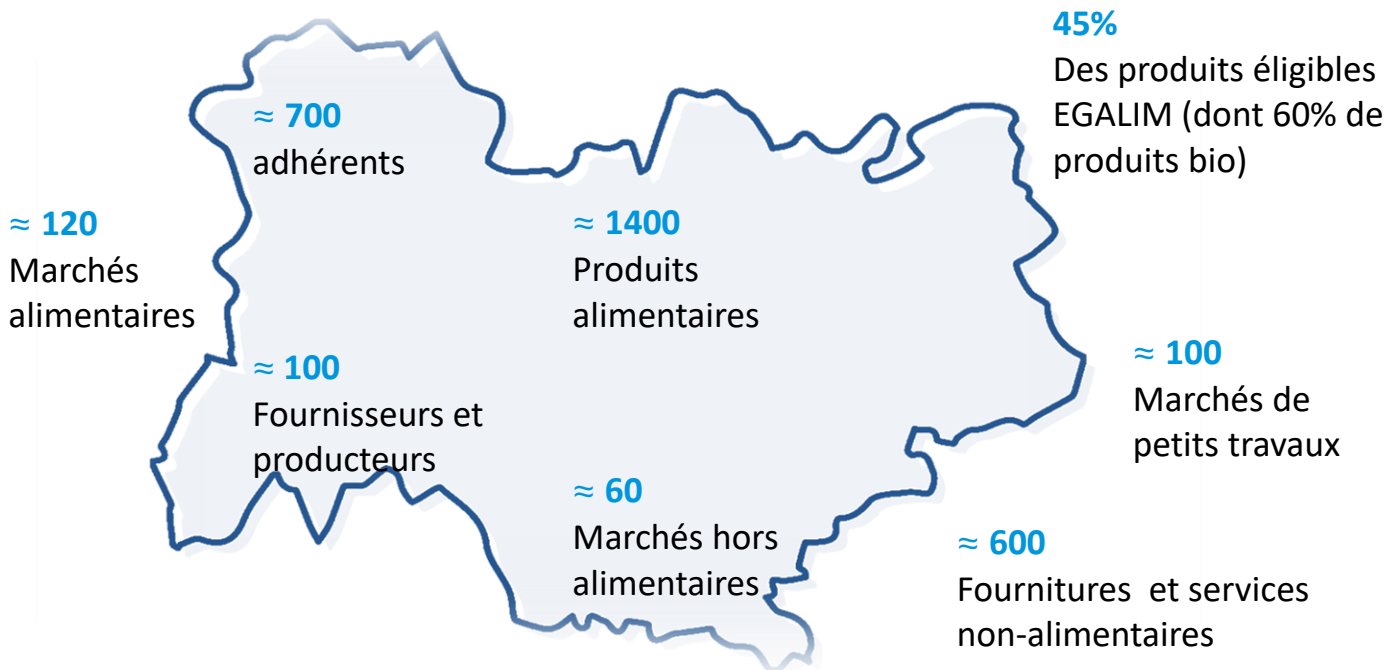 45%
Des produits éligibles
EGALIM (dont 60% de
produits bio)
≈ 700
adhérents
≈ 120
Marchés
alimentaires
≈ 1400
Produits
alimentaires
≈ 100
Fournisseurs et
producteurs
≈ 100
Marchés de
petits travaux
≈ 60
Marchés hors
alimentaires
≈ 600
Fournitures  et services
non-alimentaires